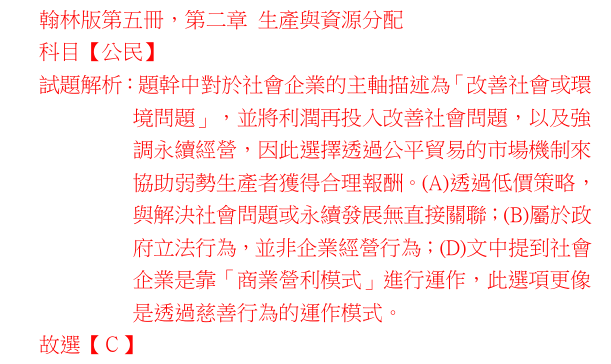 翰林版第五冊，第二章 生產與資源分配
科目【公民】
試題解析：題幹中對於社會企業的主軸描述為「改善社會或環
境問題」，並將利潤再投入改善社會問題，以及強
調永續經營，因此選擇透過公平貿易的市場機制來
協助弱勢生產者獲得合理報酬。(A)透過低價策略，
與解決社會問題或永續發展無直接關聯；(B)屬於政
府立法行為，並非企業經營行為；(D)文中提到社會
企業是靠「商業營利模式」進行運作，此選項更像
是透過慈善行為的運作模式。
故選【 C 】